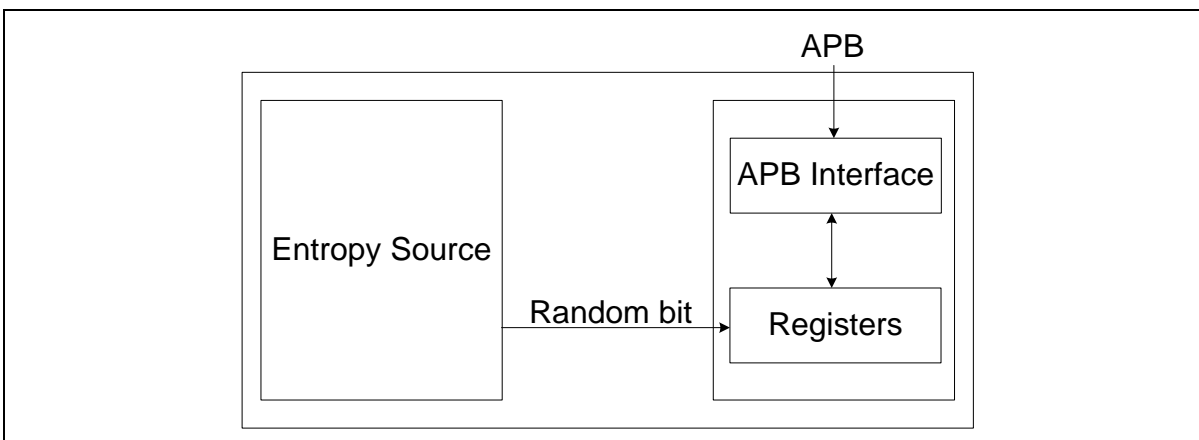 APB
APB Interface
Entropy Source
Random bit
Registers